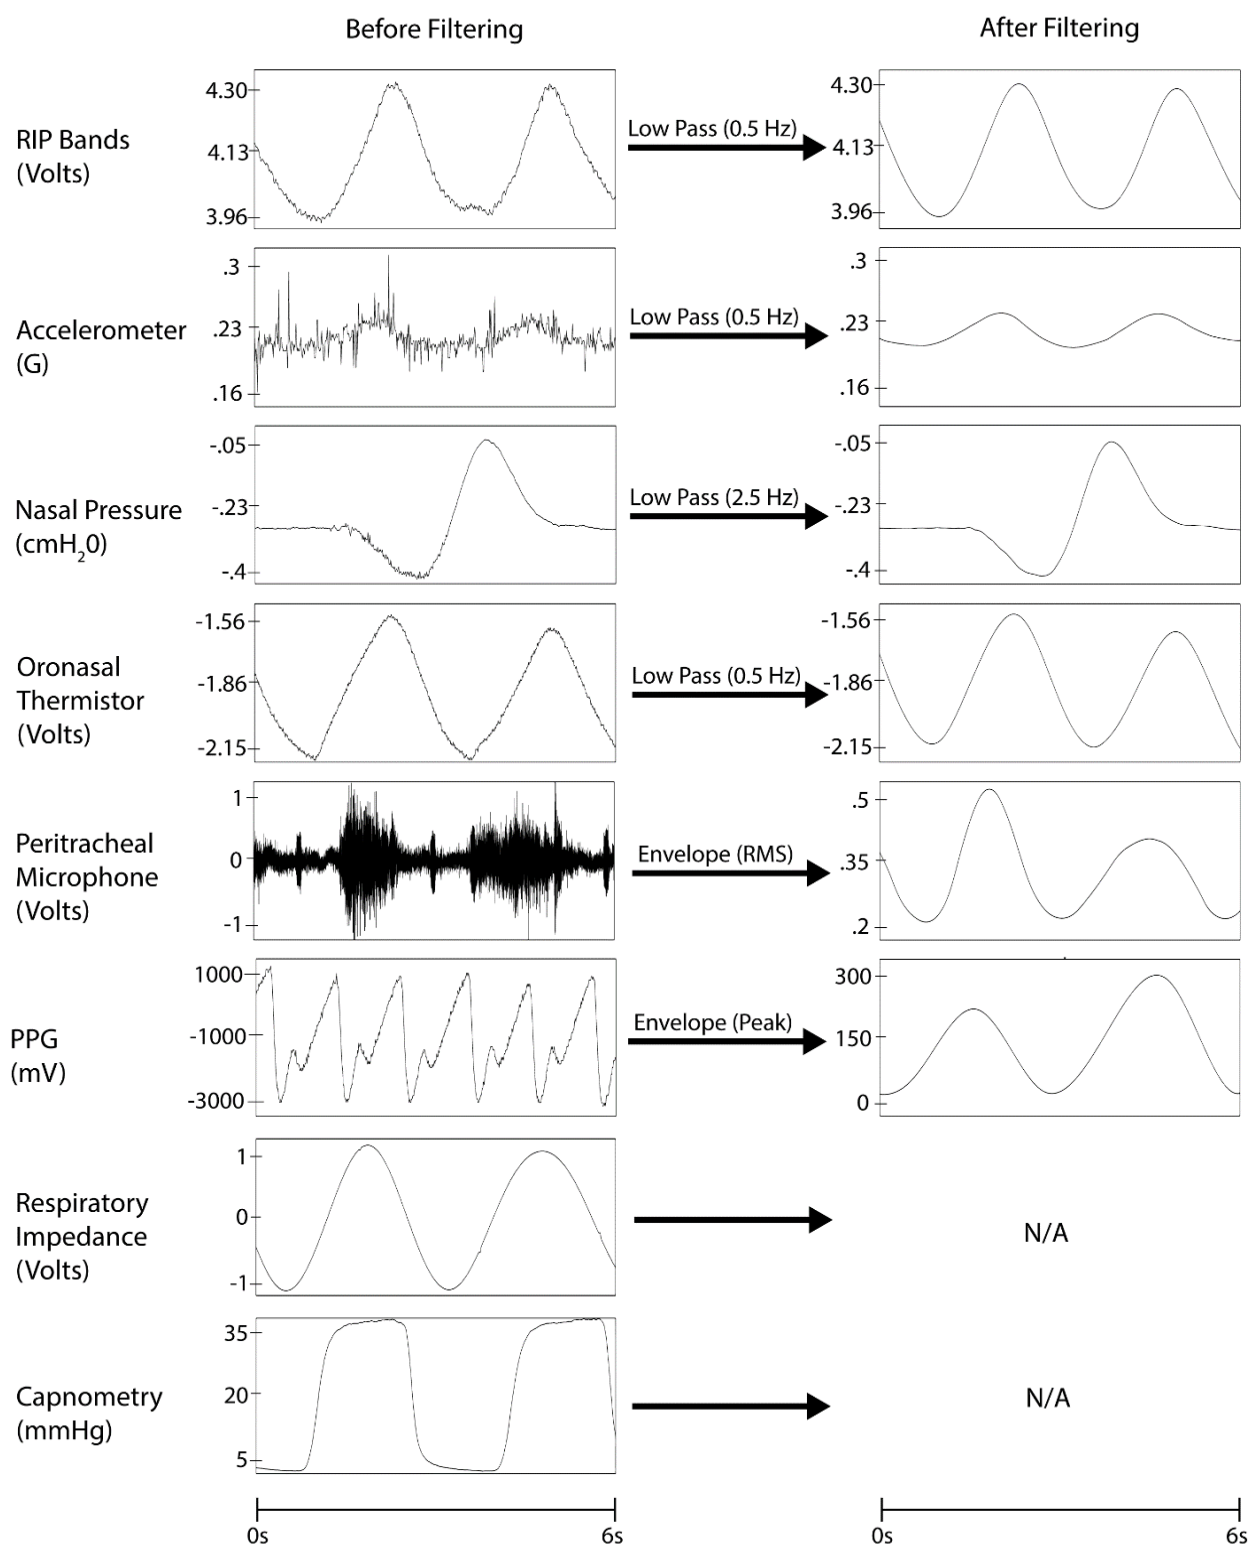 Before Filtering
After Filtering
RIP Bands
(Volts)
4.30
4.13
3.96
Low Pass (0.5 Hz)
4.30
4.13
3.96
Accelerometer
(G)
.3
.23
.16
Low Pass (0.5 Hz)
.3
.23
.16
Nasal Pressure
(cmH₂0)
-.05
-.23
-.4
Low Pass (2.5 Hz)
-.05
-.23
-.4
Oronasal
Thermistor
(Volts)
-1.56
-1.86
-2.15
Low Pass (0.5 Hz)
-1.56
-1.86
-2.15
Peritracheal
Microphone
(Volts)
1
0
-1
Envelope (RMS)
.5
.35
.2
PPG
(mV)
1000
-1000
-3000
Envelope (Peak)
300
150
0
Respiratory
Impedance
(Volts)
1
0
-1
N/A
Capnometry
(mmHg)
35
20
5
N/A
0s
6s
0s
6s